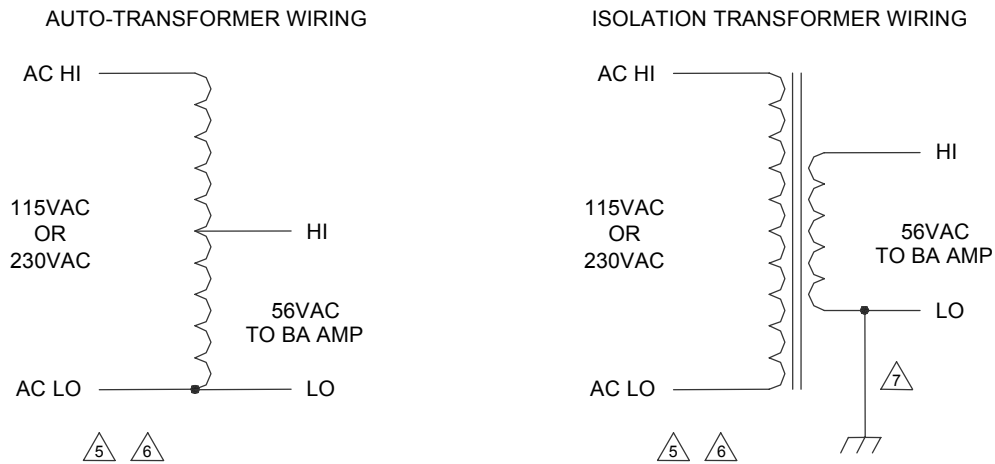 AUTO-TRANSFORMER WIRING
AC HI
115VAC
OR
230VAC
HI
56VAC
TO BA AMP
AC LO
LO
5
6
ISOLATION TRANSFORMER WIRING
AC HI
HI
115VAC
OR
230VAC
56VAC
TO BA AMP
LO
AC LO
7
5
6